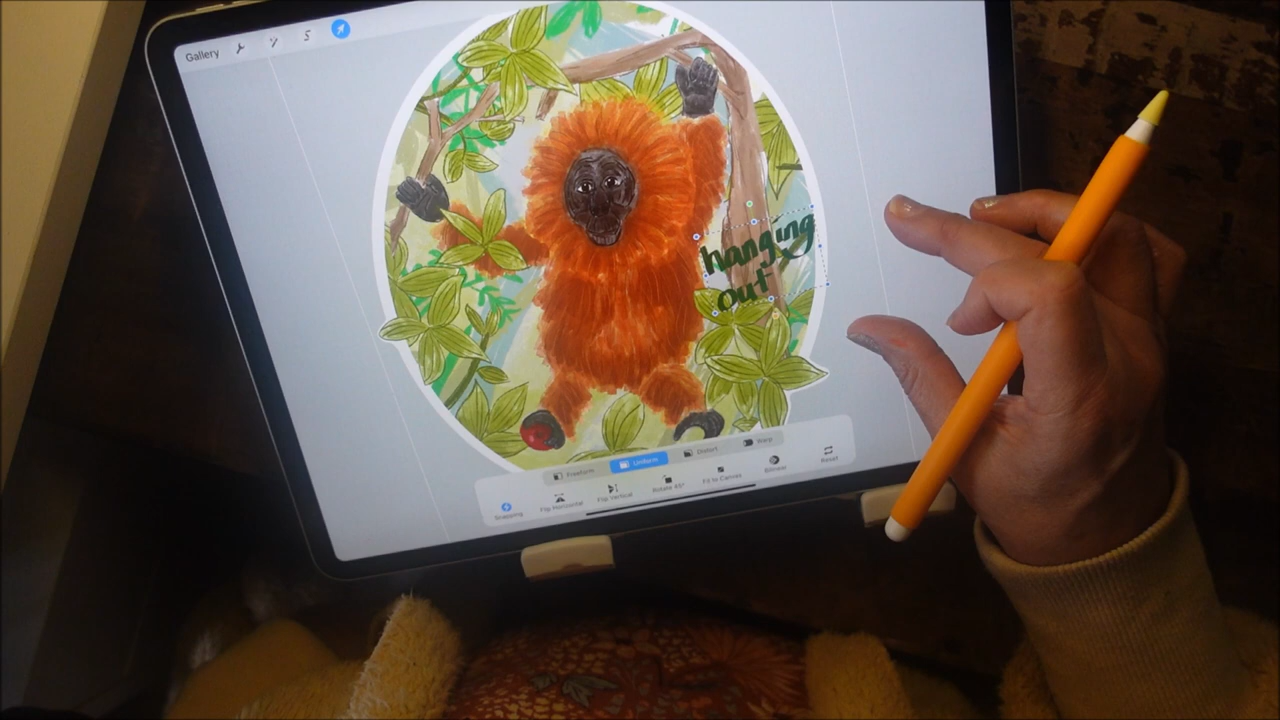 Gallery
hanging
out
Freeform Uniform Distort Warp
Snapping Flip Horizontal Flip Vertical Rotate 45° Fit to Canvas Bilinear Reset